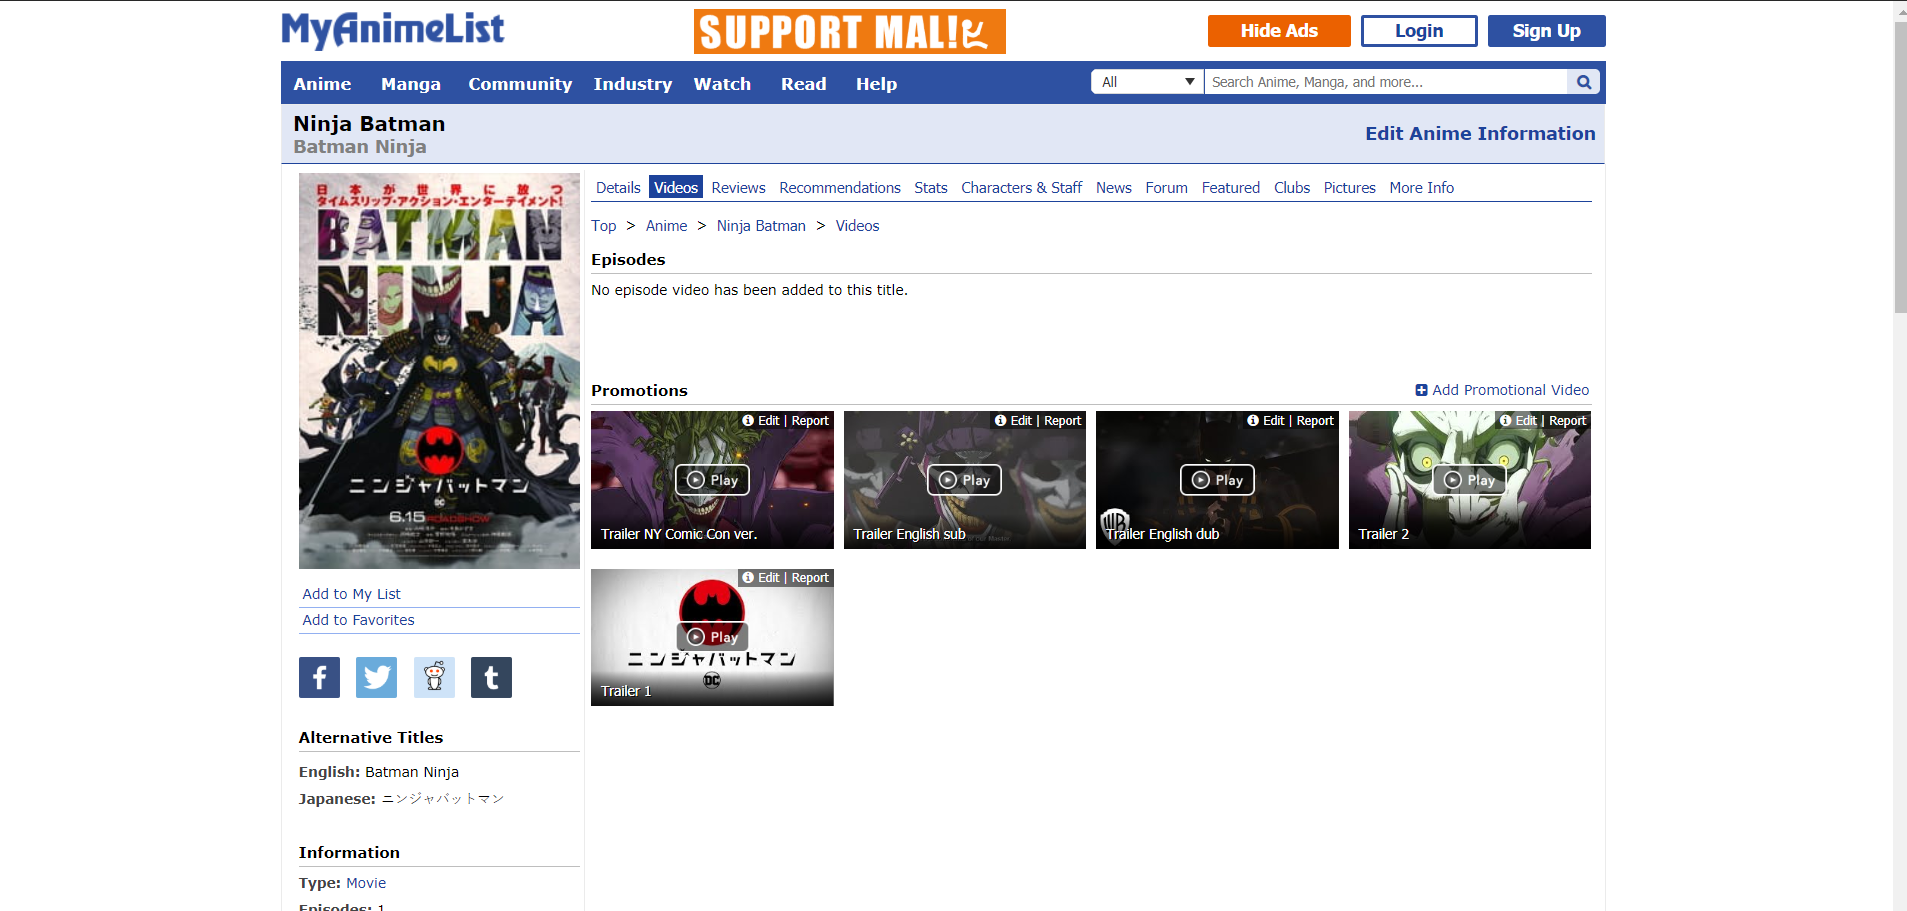 MyAnimeList
SUPPORT MAL!
Hide Ads
Login
Sign Up
Anime Manga Community Industry Watch Read Help
All
Search Anime, Manga, and more...
Ninja Batman
Batman Ninja
Edit Anime Information
日本が世界に放つ
タイムスリップ・アクション・エンターテイメント!
BATMAN
NINJA
ニンジャバットマン
DC
6.15 ROADSHOW
Add to My List
Add to Favorites
Alternative Titles
English: Batman Ninja
Japanese: ニンジャバットマン
Information
Type: Movie
Episodes: 1
Details Videos Reviews Recommendations Stats Characters & Staff News Forum Featured Clubs Pictures More Info
Top > Anime > Ninja Batman > Videos
Episodes
No episode video has been added to this title.
Promotions
Add Promotional Video
Edit | Report
Play
Trailer NY Comic Con ver.
Edit | Report
Play
Trailer English sub
Edit | Report
Play
Trailer English dub
Edit | Report
Play
Trailer 2
Edit | Report
Play
ニンジャバットマン
DC
Trailer 1